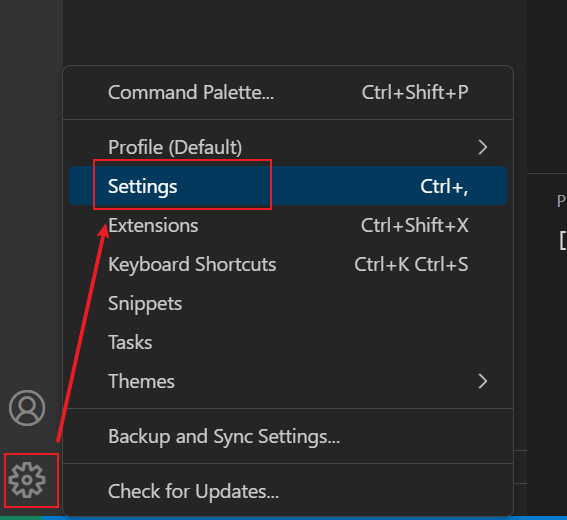 Command Palette... Ctrl+Shift+P
Profile (Default)
Settings Ctrl+,
Extensions Ctrl+Shift+X
Keyboard Shortcuts Ctrl+K Ctrl+S
Snippets
Tasks
Themes
Backup and Sync Settings...
Check for Updates...
P
[